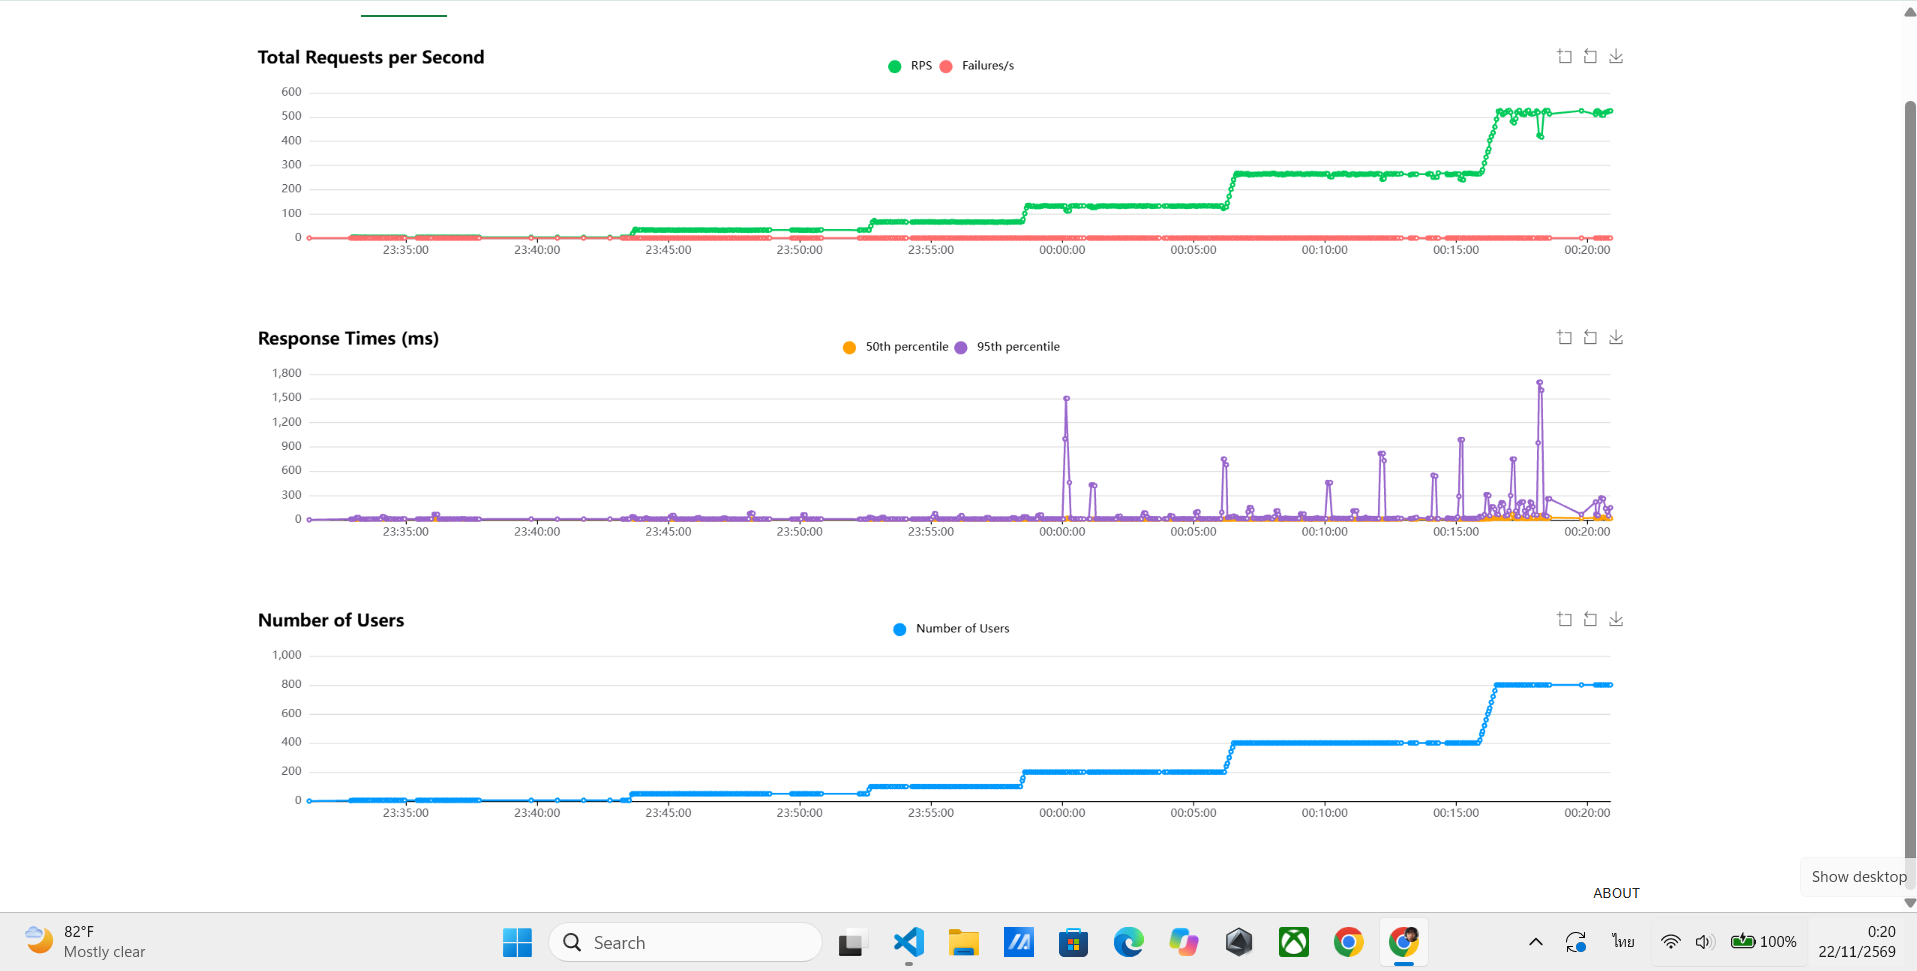 Total Requests per Second
RPS Failures/s
600
500
400
300
200
100
0
23:35:00 23:40:00 23:45:00 23:50:00 23:55:00 00:00:00 00:05:00 00:10:00 00:15:00 00:20:00
Response Times (ms)
50th percentile 95th percentile
1,800
1,500
1,200
900
600
300
0
23:35:00 23:40:00 23:45:00 23:50:00 23:55:00 00:00:00 00:05:00 00:10:00 00:15:00 00:20:00
Number of Users
Number of Users
1,000
800
600
400
200
0
23:35:00 23:40:00 23:45:00 23:50:00 23:55:00 00:00:00 00:05:00 00:10:00 00:15:00 00:20:00
Show desktop
ABOUT
82°F
Mostly clear
Search
ไทย
100%
0:20
22/11/2569